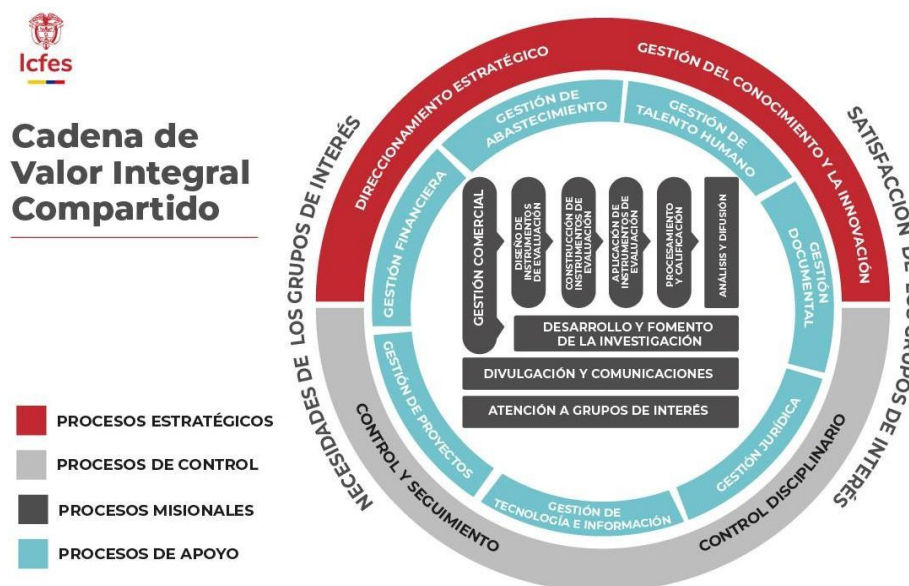 Icfes
Cadena de
Valor Integral
Compartido
PROCESOS ESTRATÉGICOS
PROCESOS DE CONTROL
PROCESOS MISIONALES
PROCESOS DE APOYO
NECESIDADES DE LOS GRUPOS DE INTERÉS
SATISFACCION DE LOS GRUPOS DE INTERÉS
DIRECCIONAMIENTO ESTRATÉGICO
GESTIÓN DEL CONOCIMIENTO Y LA INNOVACIÓN
CONTROL Y SEGUIMIENTO
CONTROL DISCIPLINARIO
GESTIÓN FINANCIERA
GESTIÓN DE
ABASTECIMIENTO
GESTIÓN DE
TALENTO HUMANO
GESTIÓN
DOCUMENTAL
GESTIÓN JURÍDICA
GESTIÓN DE
TECNOLOGÍA E INFORMACIÓN
GESTIÓN DE PROYECTOS
GESTIÓN COMERCIAL
DISEÑO DE
INSTRUMENTOS
DE EVALUACIÓN
CONSTRUCCIÓN DE
INSTRUMENTOS DE
EVALUACIÓN
APLICACIÓN DE
INSTRUMENTOS DE
EVALUACIÓN
PROCESAMIENTO
Y CALIFICACIÓN
ANÁLISIS Y DIFUSIÓN
DESARROLLO Y FOMENTO
DE LA INVESTIGACIÓN
DIVULGACIÓN Y COMUNICACIONES
ATENCIÓN A GRUPOS DE INTERÉS